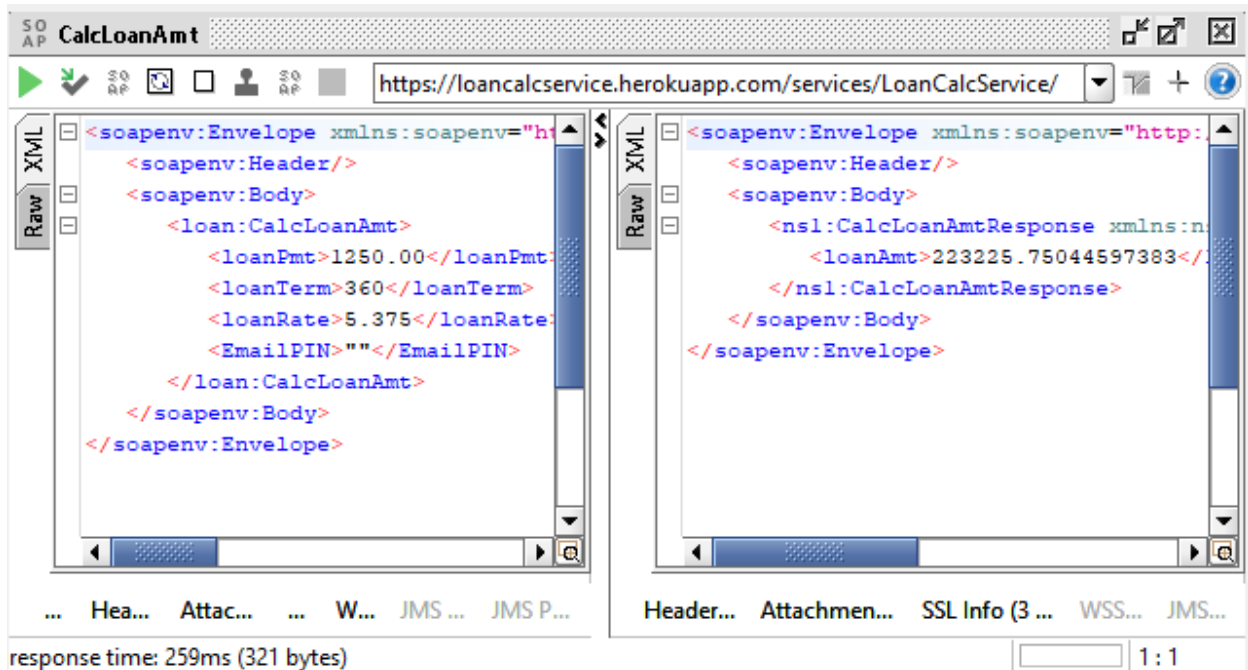 SOAP CalcLoanAmt
SOAP SOAP https://loancalcservice.herokuapp.com/services/LoanCalcService/
XML
Raw
<soapenv:Envelope xmlns:soapenv="ht
<soapenv:Header/>
<soapenv:Body>
<loan:CalcLoanAmt>
<loanPmt>1250.00</loanPmt>
<loanTerm>360</loanTerm>
<loanRate>5.375</loanRate>
<EmailPIN>""</EmailPIN>
</loan:CalcLoanAmt>
</soapenv:Body>
</soapenv:Envelope>
XML
Raw
<soapenv:Envelope xmlns:soapenv="http:/
<soapenv:Header/>
<soapenv:Body>
<ns1:CalcLoanAmtResponse xmlns:n
<loanAmt>223225.75044597383</l
</ns1:CalcLoanAmtResponse>
</soapenv:Body>
</soapenv:Envelope>
... Hea... Attac... ... W... JMS ... JMS P...
Header... Attachmen... SSL Info (3 ... WSS... JMS...
response time: 259ms (321 bytes)
1 : 1